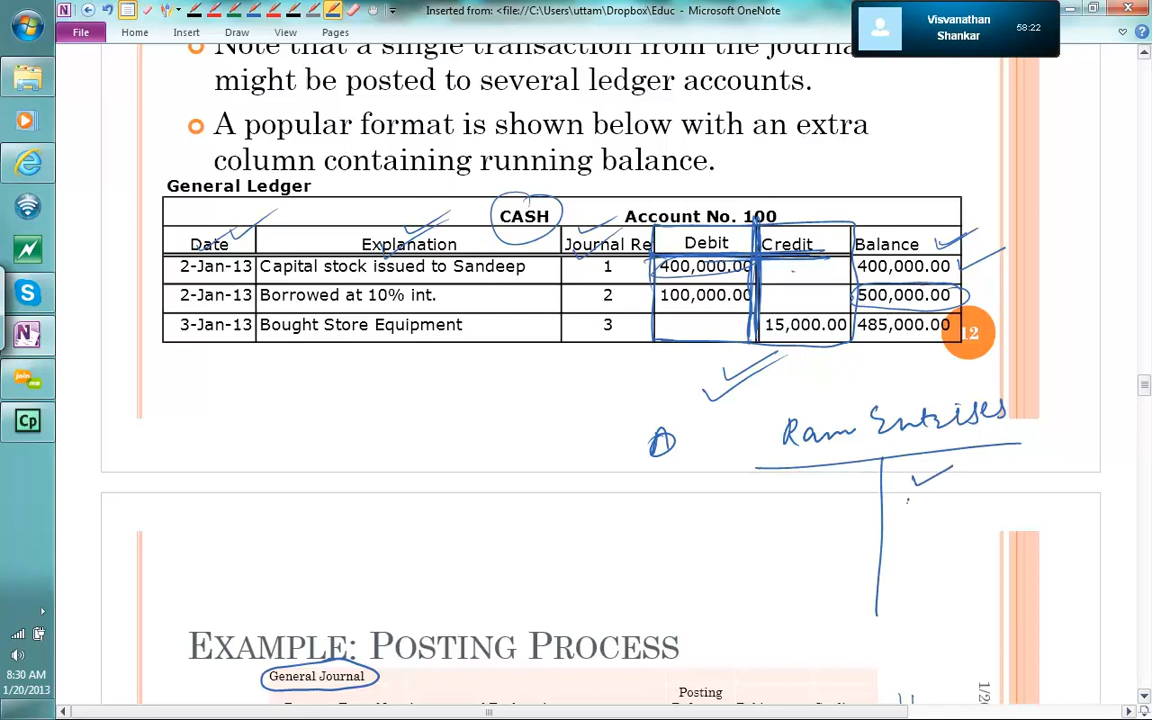 Inserted from: <file://C:\Users\uttam\Dropbox\Educ - Microsoft OneNote
File Home Insert Draw View Pages
Visvanathan
Shankar
58:22
Note that a single transaction from the journa
might be posted to several ledger accounts.
A popular format is shown below with an extra
column containing running balance.
General Ledger
CASH Account No. 100
Date Explanation Journal Re Debit Credit Balance
2-Jan-13 Capital stock issued to Sandeep 1 400,000.00 400,000.00
2-Jan-13 Borrowed at 10% int. 2 100,000.00 500,000.00
3-Jan-13 Bought Store Equipment 3 15,000.00 485,000.00
12
A
Ram Entrises
EXAMPLE: POSTING PROCESS
General Journal
Posting
1/20
join me
Cp
8:30 AM
1/20/2013